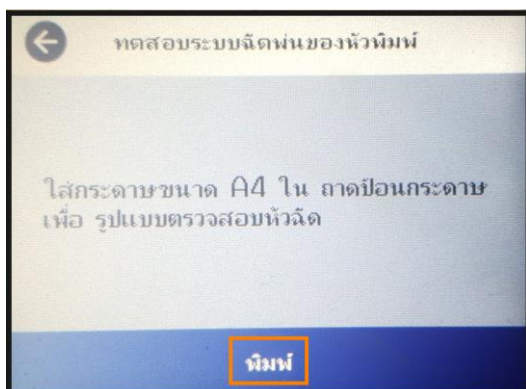 ทดสอบระบบฉีดพ่นของหัวพิมพ์
ใส่กระดาษขนาด A4 ใน ถาดป้อนกระดาษ
เพื่อ รูปแบบตรวจสอบหัวฉีด
พิมพ์